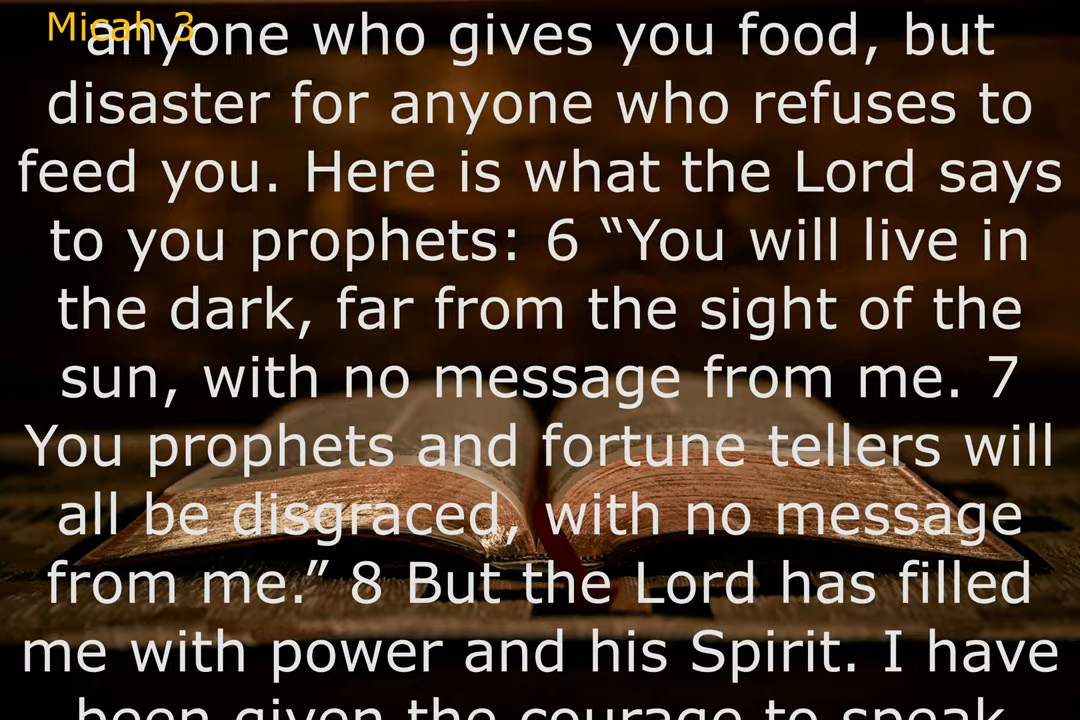 Micah 3
anyone who gives you food, but
disaster for anyone who refuses to
feed you. Here is what the Lord says
to you prophets: 6 “You will live in
the dark, far from the sight of the
sun, with no message from me. 7
You prophets and fortune tellers will
all be disgraced, with no message
from me.” 8 But the Lord has filled
me with power and his Spirit. I have
been given the courage to speak